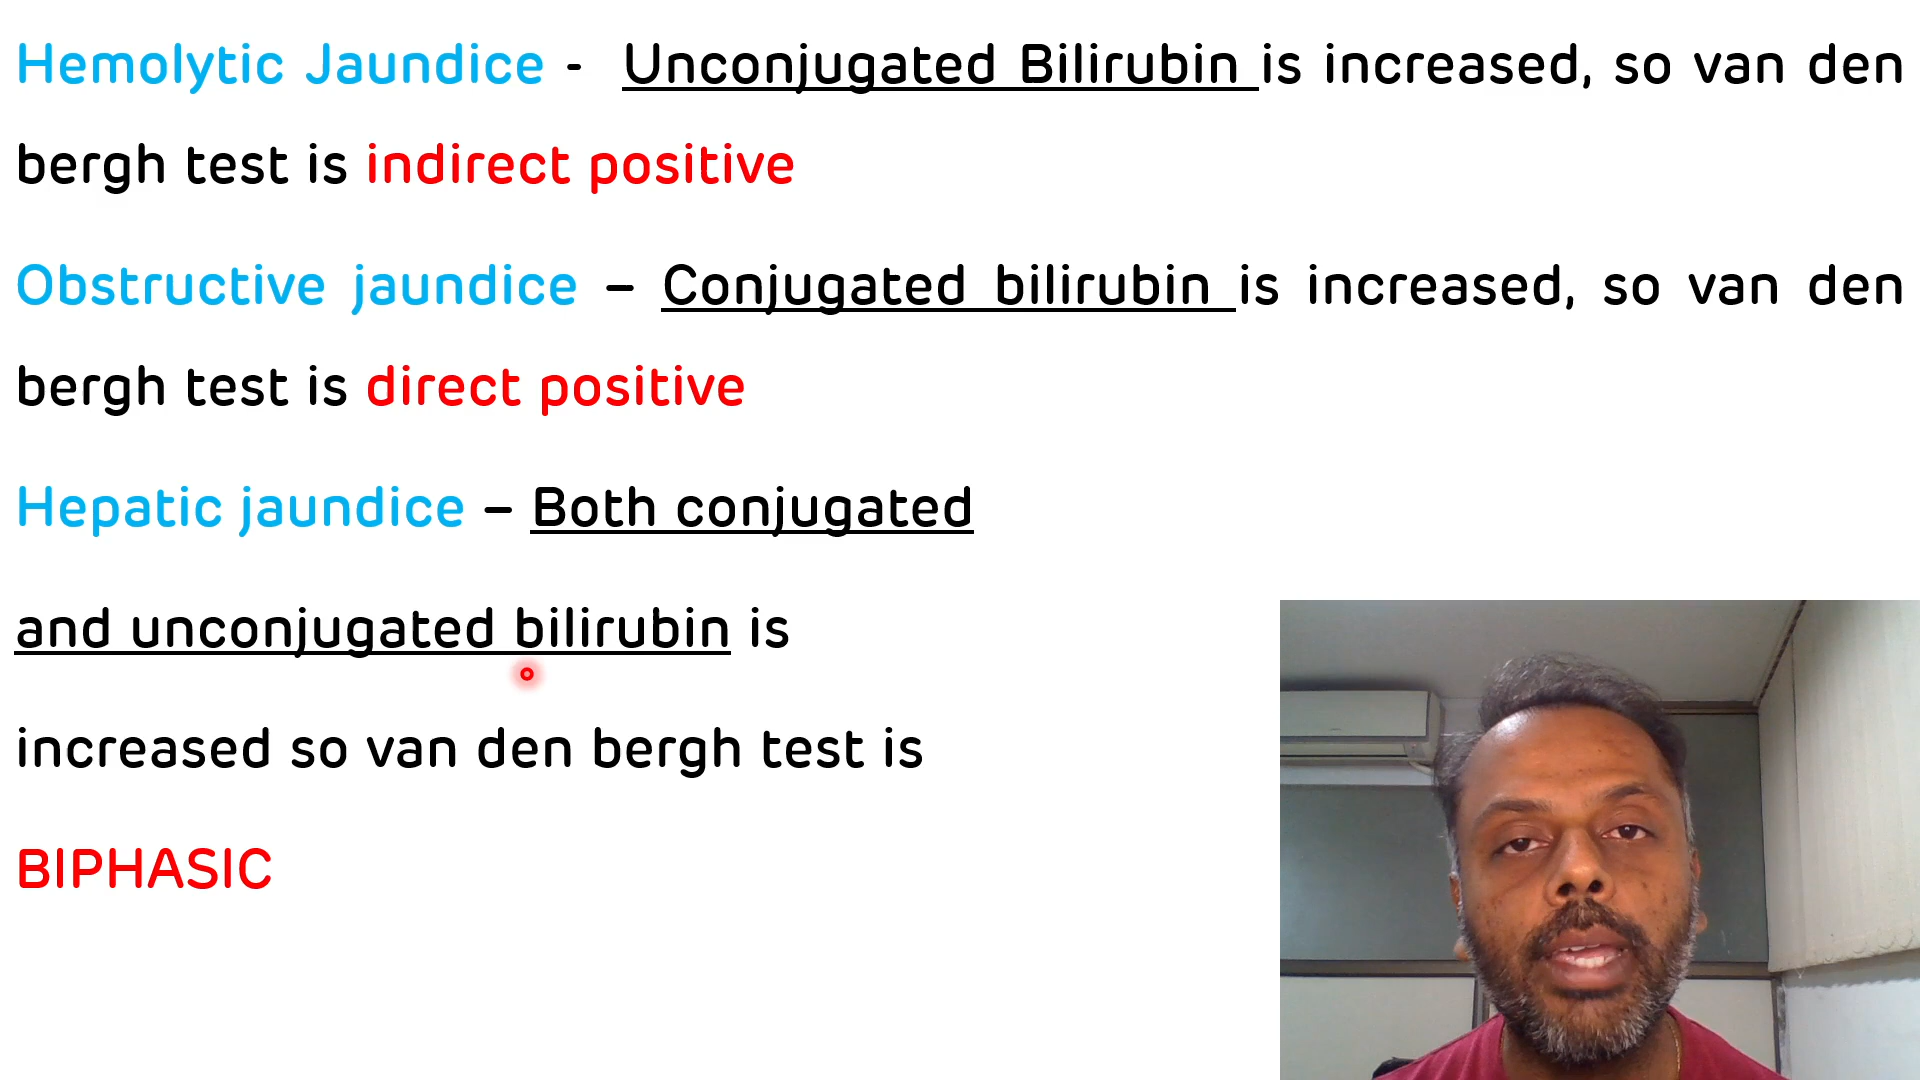 Hemolytic Jaundice - Unconjugated Bilirubin is increased, so van den
bergh test is indirect positive
Obstructive jaundice – Conjugated bilirubin is increased, so van den
bergh test is direct positive
Hepatic jaundice – Both conjugated
and unconjugated bilirubin is
increased so van den bergh test is
BIPHASIC